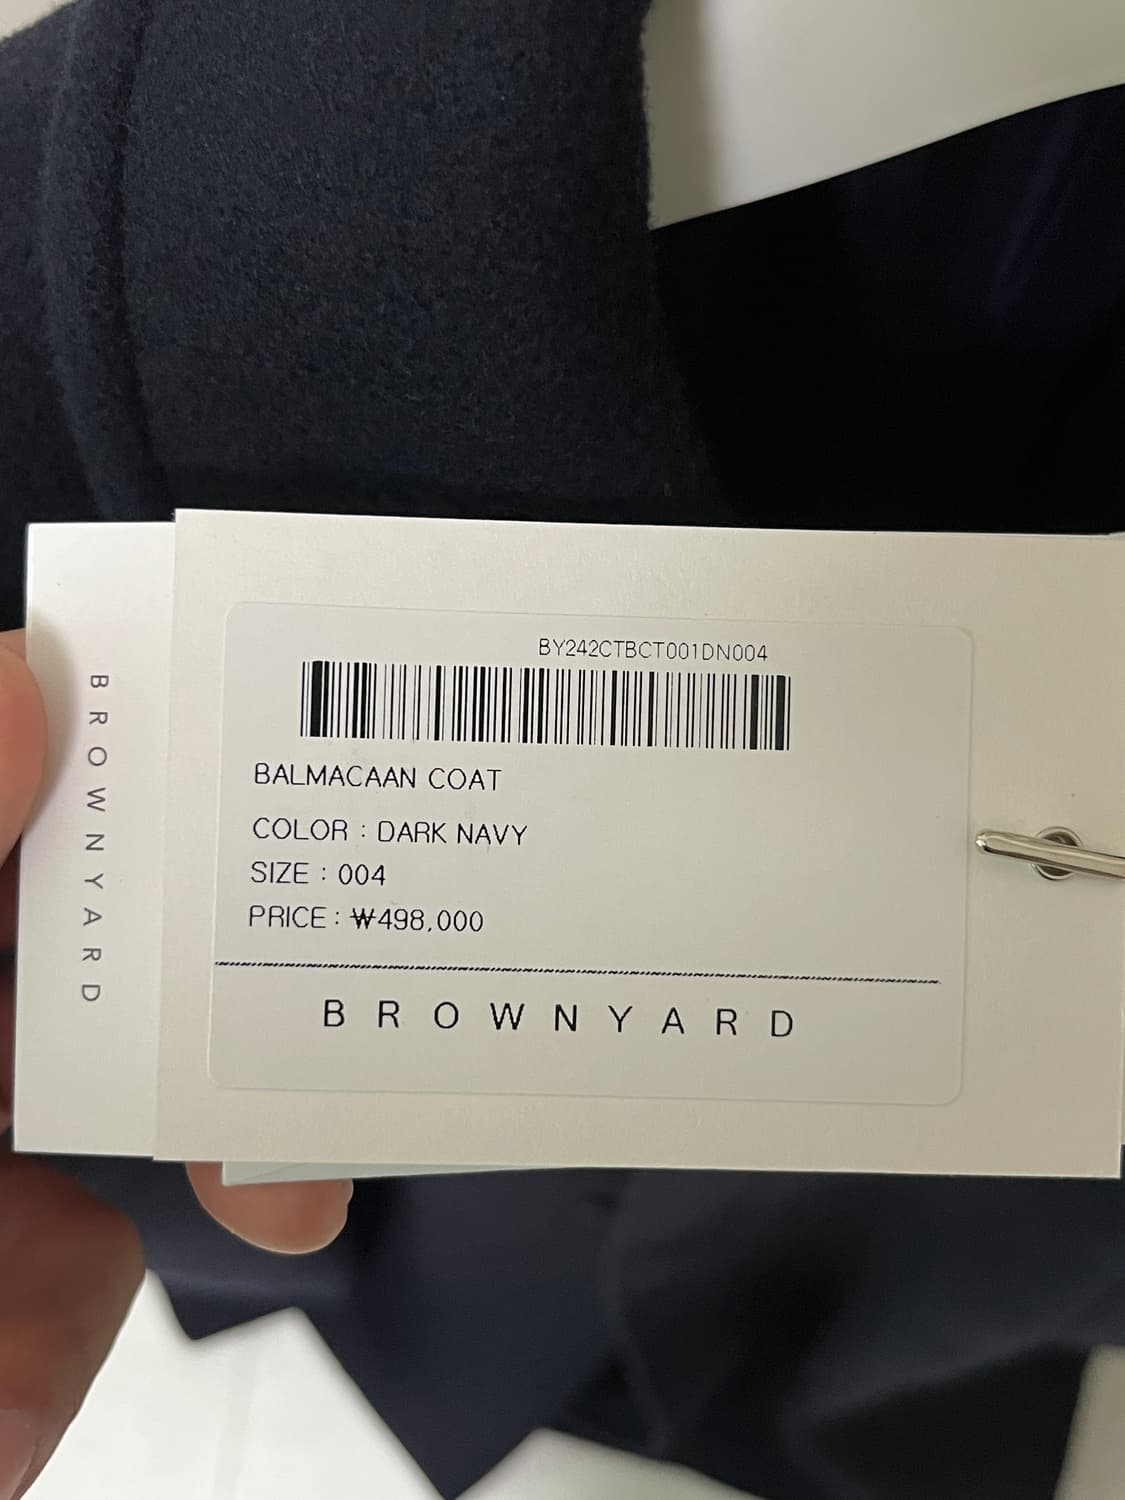 BROWNYARD
BY242CTBCT001DN004
BALMACAAN COAT
COLOR : DARK NAVY
SIZE : 004
PRICE : ₩498,000
BROWNYARD